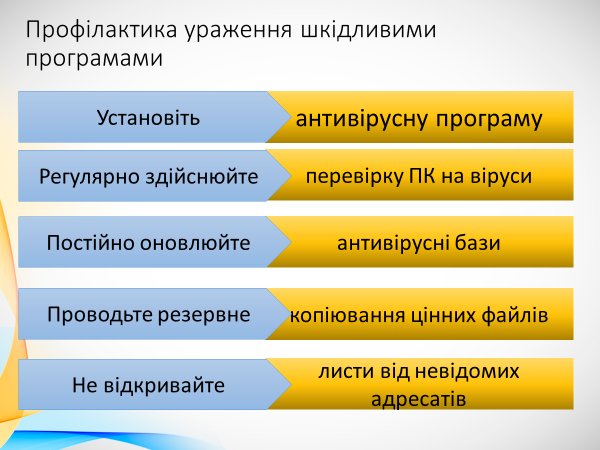 Профілактика ураження шкідливими
програмами
Установіть антивірусну програму
Регулярно здійснюйте перевірку ПК на віруси
Постійно оновлюйте антивірусні бази
Проводьте резервне копіювання цінних файлів
Не відкривайте листи від невідомих
адресатів